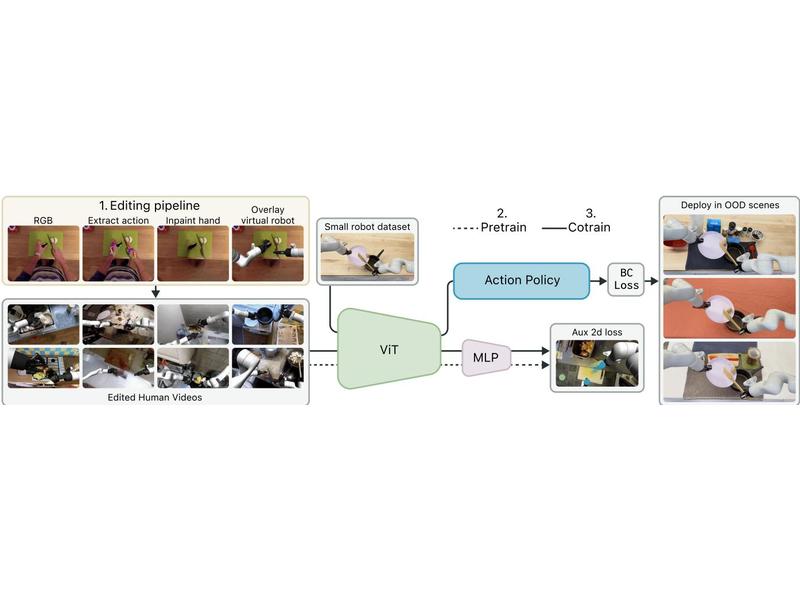 1. Editing pipeline
RGB
Extract action
Inpaint hand
Overlay
virtual robot
Edited Human Videos
Small robot dataset
ViT
2.
Pretrain
3.
Cotrain
Action Policy
BC
Loss
MLP
Aux 2d loss
Deploy in OOD scenes